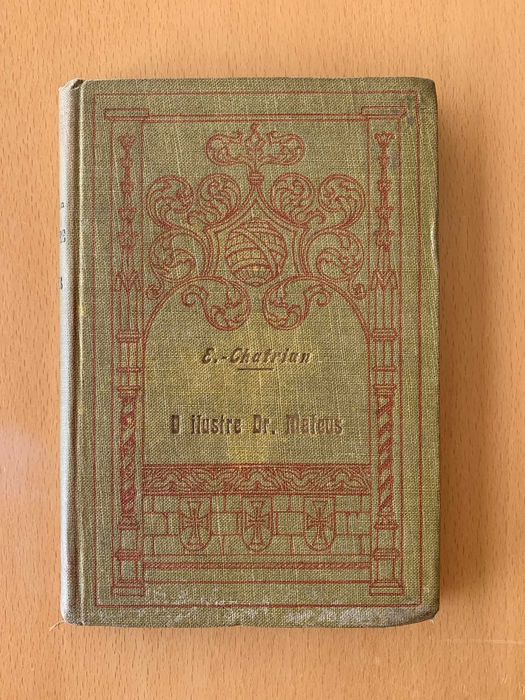 E.-Chatrian
O ilustre Dr. Mateus